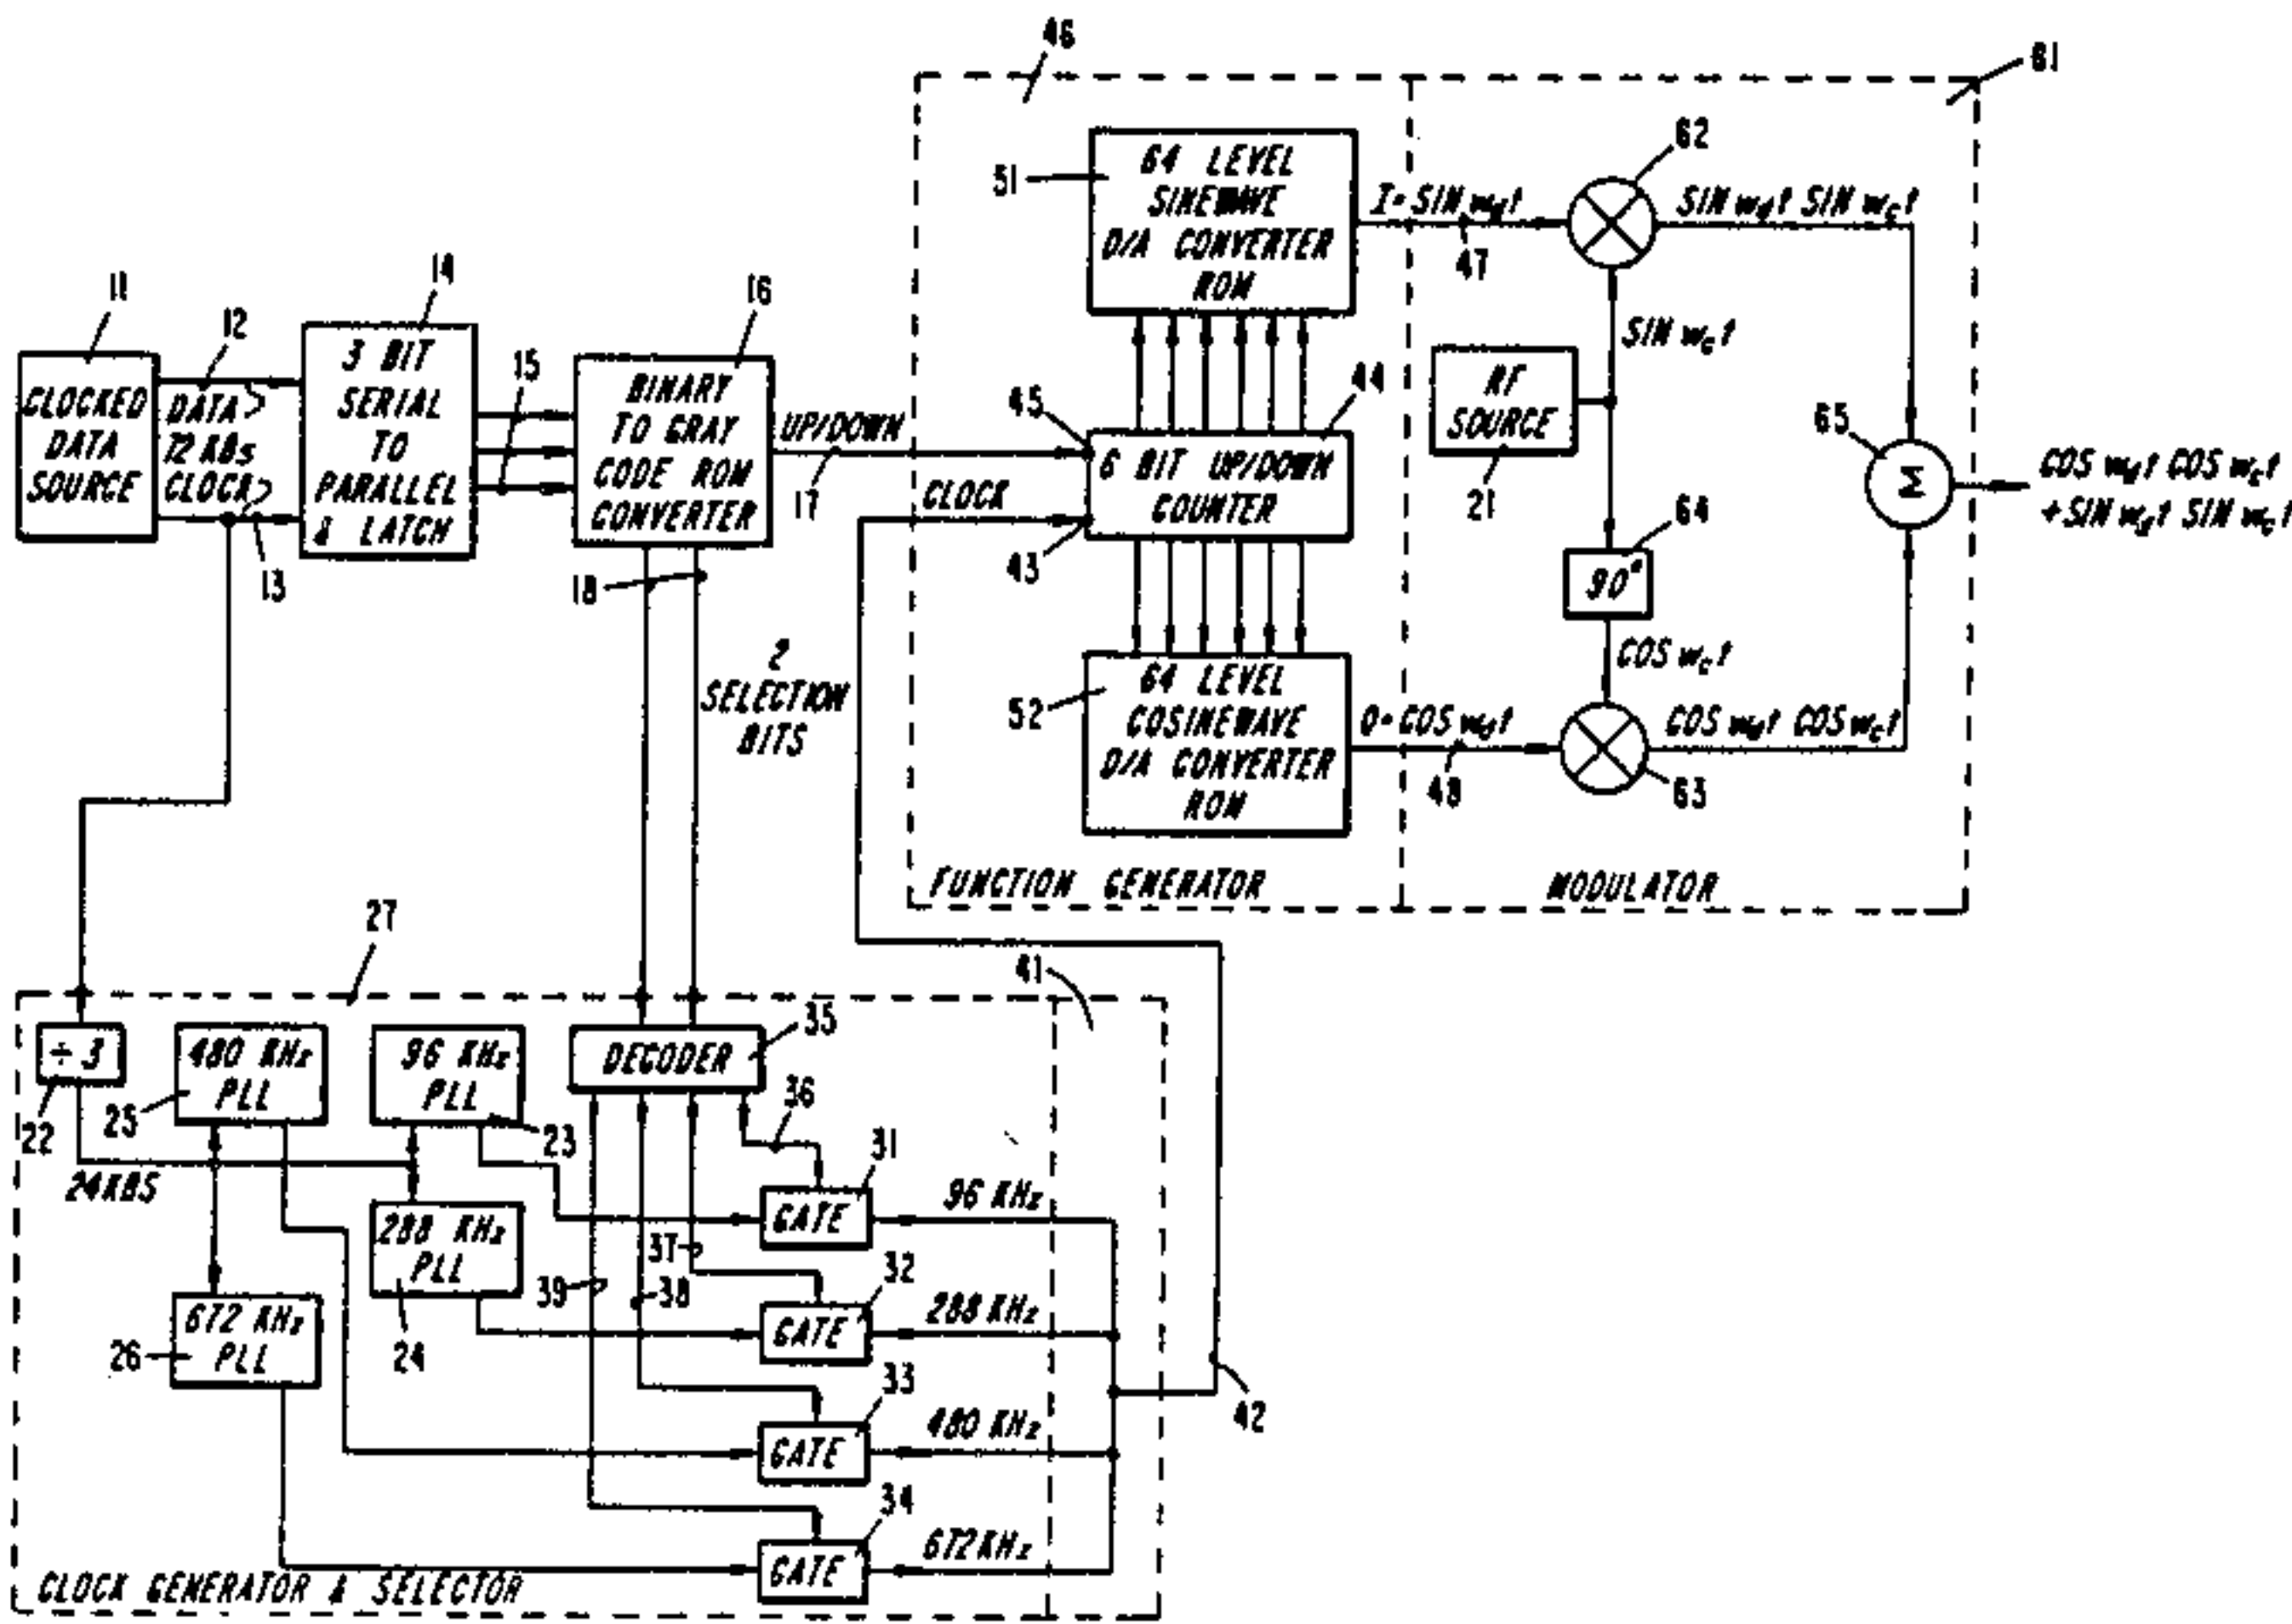 46
61
11
CLOCKED
DATA
SOURCE
12
DATA
72 KBs
CLOCK
13
14
3 BIT
SERIAL
TO
PARALLEL
& LATCH
15
16
BINARY
TO GRAY
CODE ROM
CONVERTER
UP/DOWN
17
18
2
SELECTION
BITS
CLOCK
45
43
44
6 BIT UP/DOWN
COUNTER
51
64 LEVEL
SINEWAVE
D/A CONVERTER
ROM
52
64 LEVEL
COSINEWAVE
D/A CONVERTER
ROM
I= SIN wdt
47
Q= COS wdt
48
FUNCTION GENERATOR
62
SIN wdt SIN wct
SIN wct
RF
SOURCE
21
64
90°
COS wct
63
COS wdt COS wct
65
Σ
COS wdt COS wct
+SIN wdt SIN wct
MODULATOR
27
÷ 3
22
24KBS
480 KHz
PLL
25
96 KHz
PLL
23
288 KHz
PLL
24
672 KHz
PLL
26
DECODER
35
36
37
38
39
GATE
31
96 KHz
GATE
32
288 KHz
GATE
33
480 KHz
GATE
34
672 KHz
41
42
CLOCK GENERATOR & SELECTOR